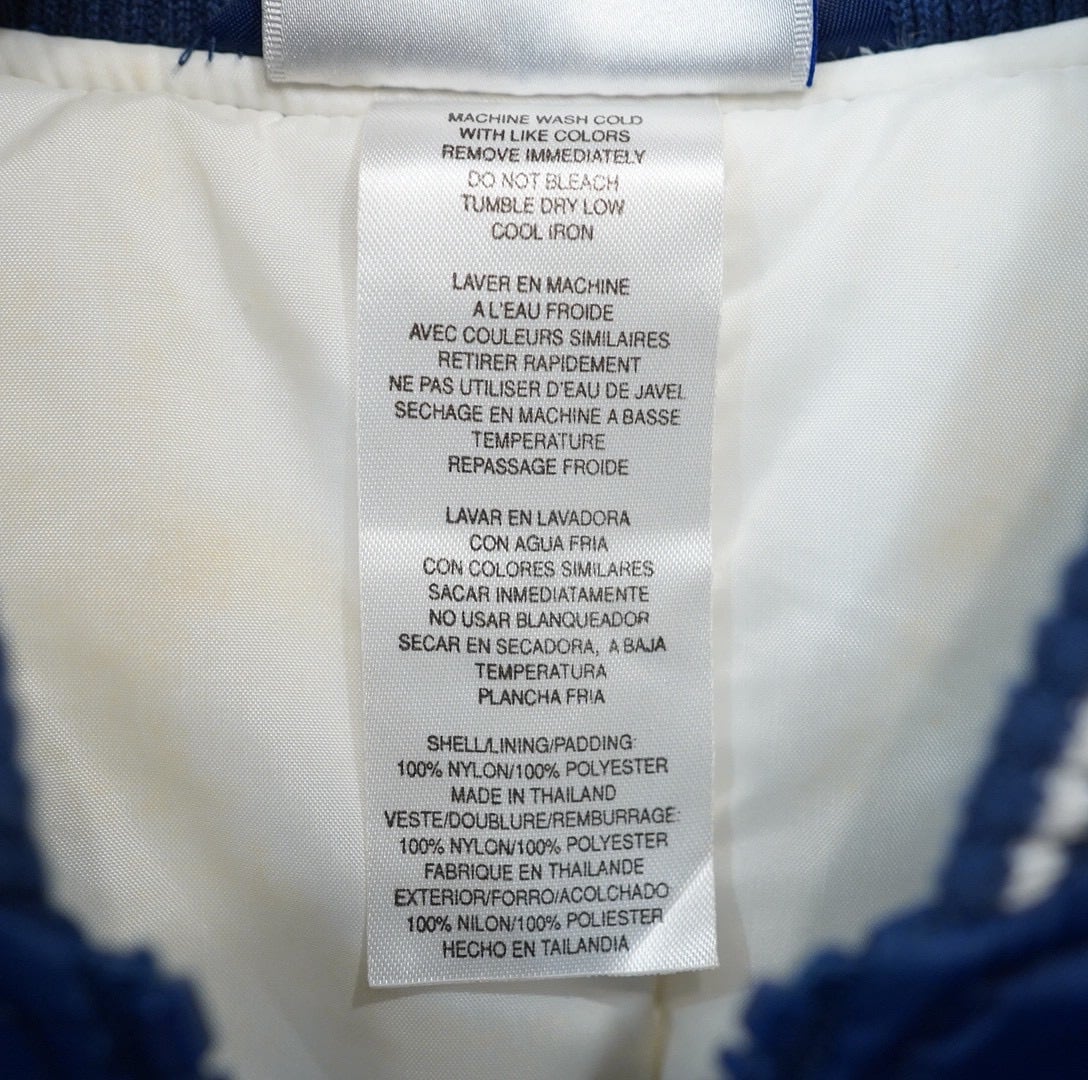 MACHINE WASH COLD
WITH LIKE COLORS
REMOVE IMMEDIATELY
DO NOT BLEACH
TUMBLE DRY LOW
COOL IRON
LAVER EN MACHINE
A L'EAU FROIDE
AVEC COULEURS SIMILAIRES
RETIRER RAPIDEMENT
NE PAS UTILISER D'EAU DE JAVEL
SECHAGE EN MACHINE A BASSE
TEMPERATURE
REPASSAGE FROIDE
LAVAR EN LAVADORA
CON AGUA FRIA
CON COLORES SIMILARES
SACAR INMEDIATAMENTE
NO USAR BLANQUEADOR
SECAR EN SECADORA, A BAJA
TEMPERATURA
PLANCHA FRIA
SHELL/LINING/PADDING:
100% NYLON/100% POLYESTER
MADE IN THAILAND
VESTE/DOUBLURE/REMBURRAGE:
100% NYLON/100% POLYESTER
FABRIQUE EN THAILANDE
EXTERIOR/FORRO/ACOLCHADO:
100% NILON/100% POLIESTER
HECHO EN TAILANDIA